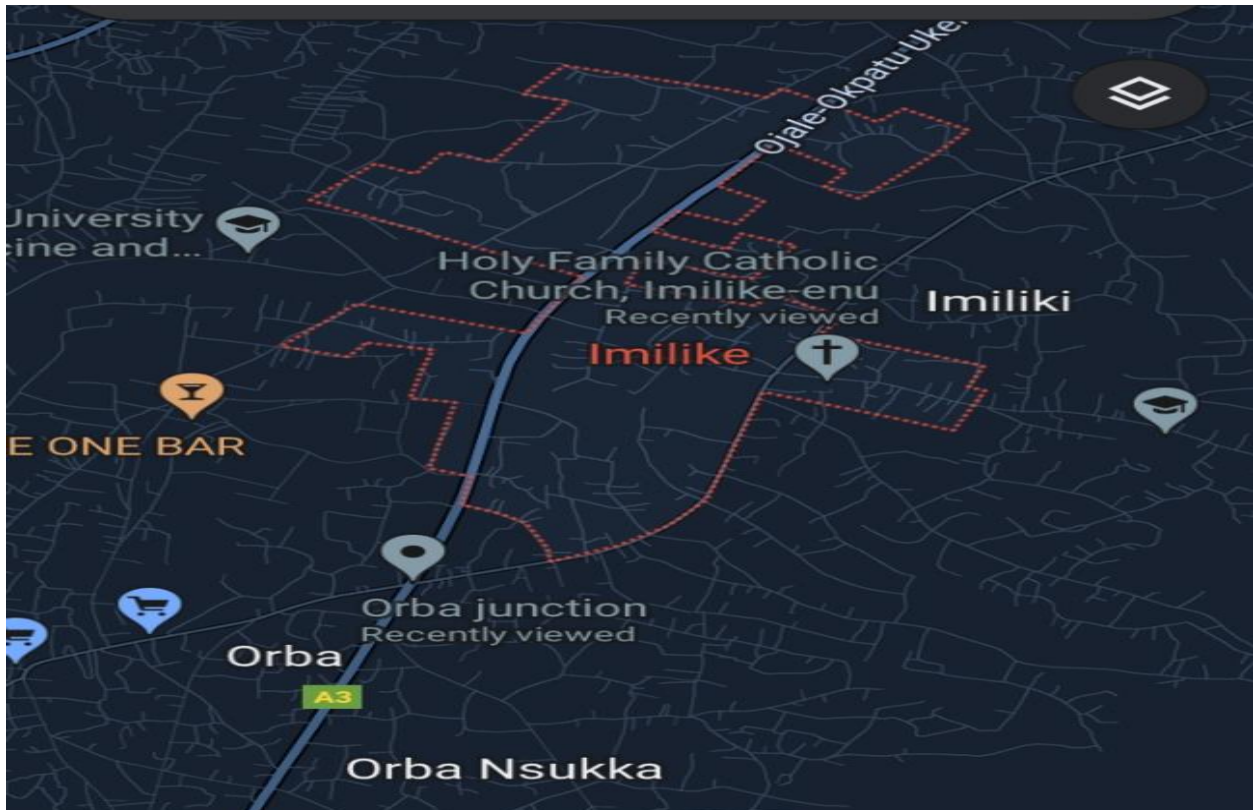 Ojale-Okpatu Uke
University
cine and...
Holy Family Catholic
Church, Imilike-enu
Recently viewed
Imiliki
Imilike
E ONE BAR
Orba junction
Recently viewed
Orba
A3
Orba Nsukka